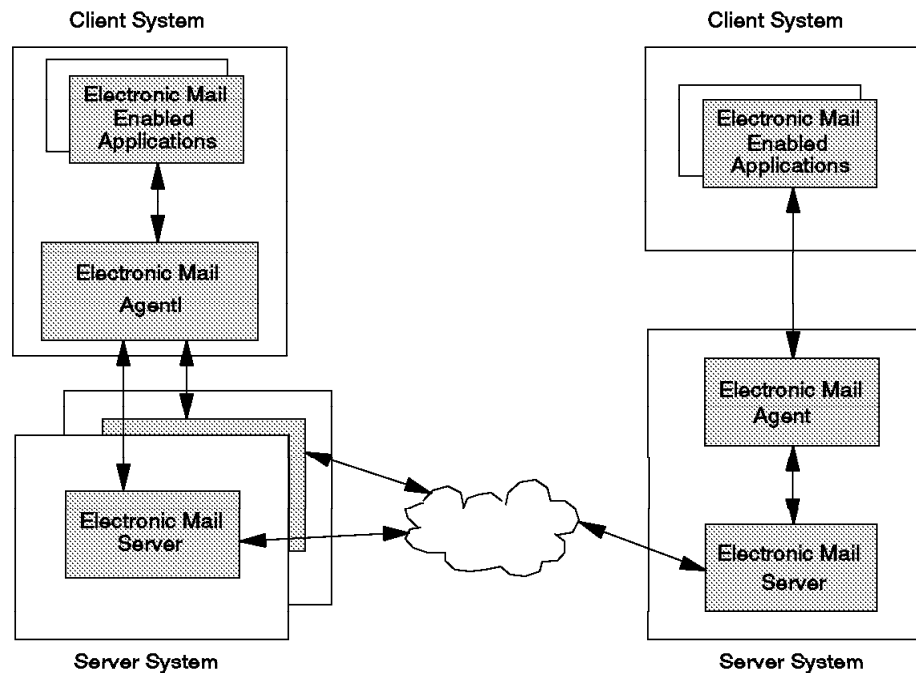 Client System
Electronic Mail
Enabled
Applications
Electronic Mail
Agentl
Electronic Mail
Server
Server System
Client System
Electronic Mail
Enabled
Applications
Electronic Mail
Agent
Electronic Mail
Server
Server System